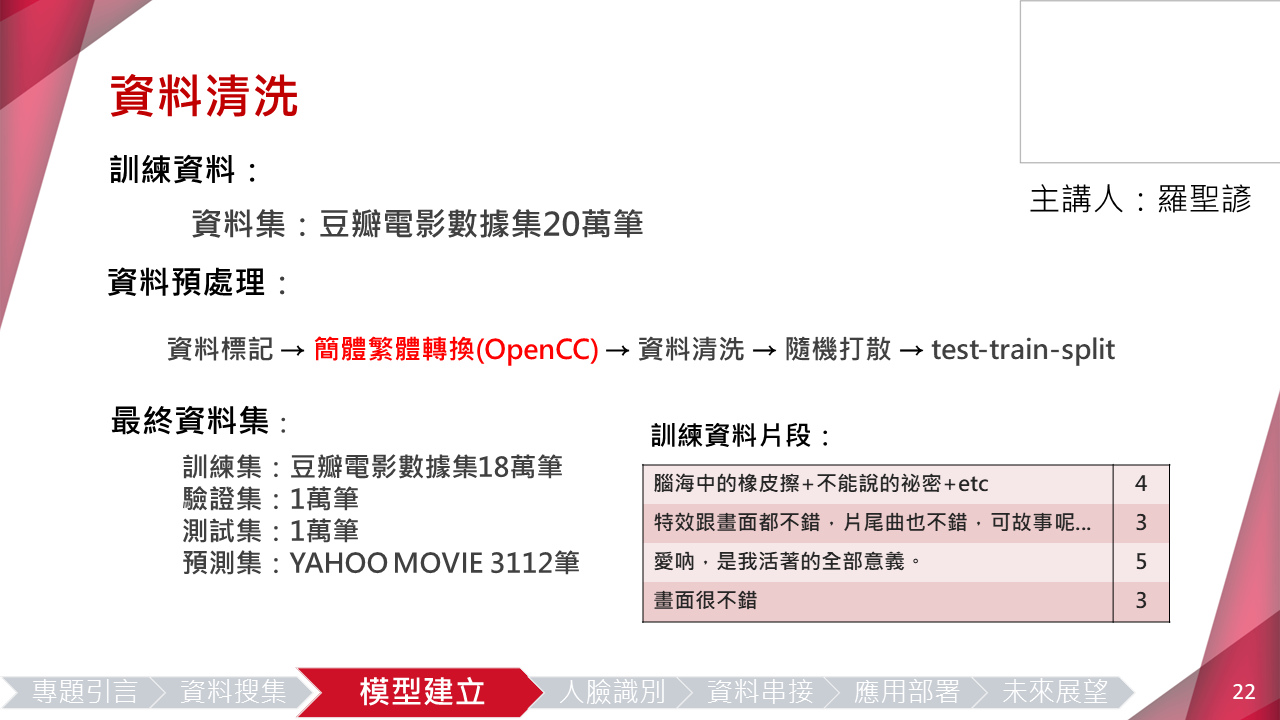 資料清洗
訓練資料：
主講人：羅聖諺
資料集：豆瓣電影數據集20萬筆
資料預處理：
資料標記→簡體繁體轉換(OpenCC)→資料清洗→隨機打散→test-train-split
最終資料集：
訓練集：豆瓣電影數據集18萬筆
驗證集：1萬筆
測試集：1萬筆
預測集：YAHOO MOVIE 3112筆
訓練資料片段：
腦海中的橡皮擦+不能說的祕密+etc 4
特效跟畫面都不錯，片尾曲也不錯，可故事呢... 3
愛吶，是我活著的全部意義。 5
畫面很不錯 3
專題引言 資料搜集 模型建立 人臉識別 資料串接 應用部署 未來展望 22